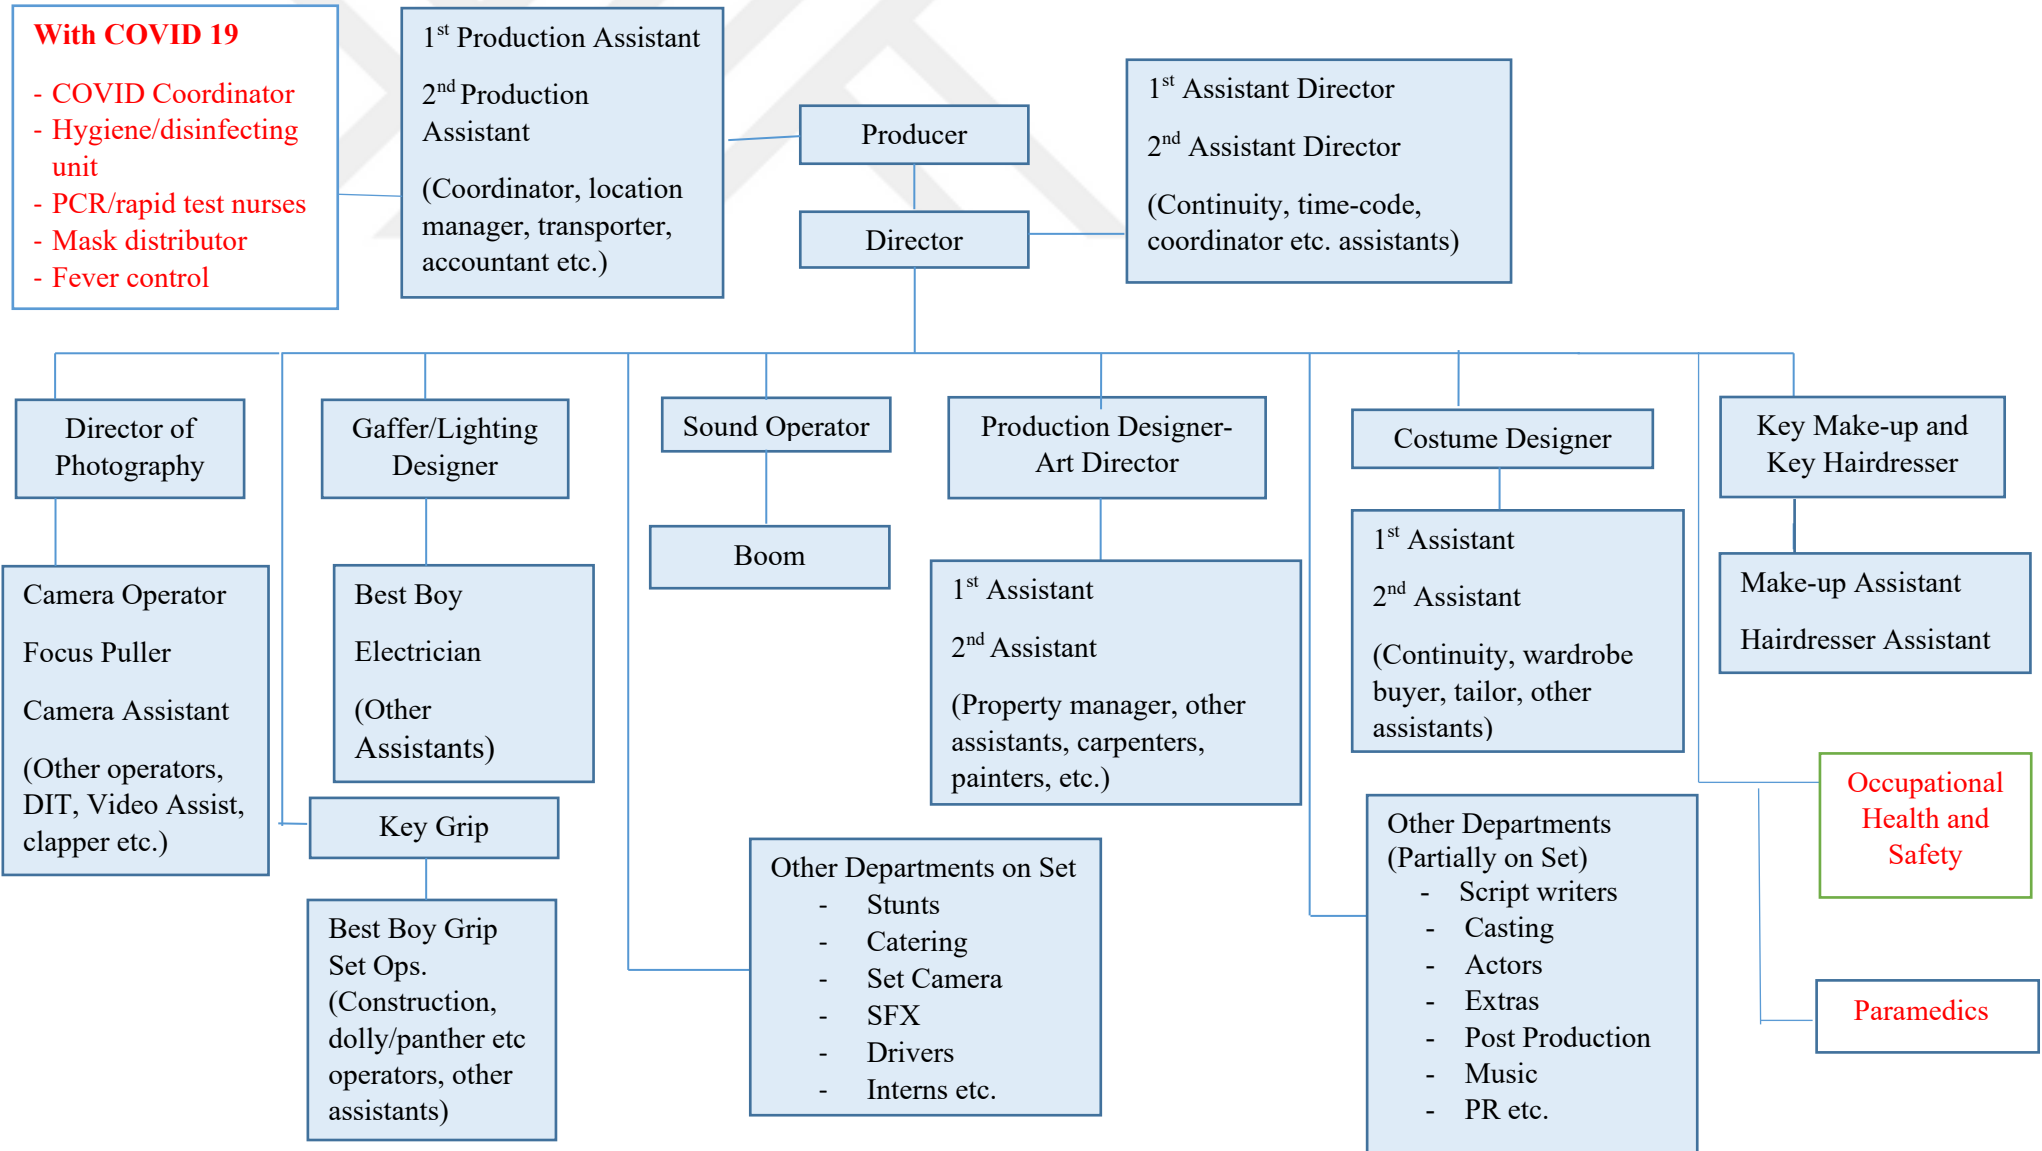 With COVID 19
- COVID Coordinator
- Hygiene/disinfecting
unit
- PCR/rapid test nurses
- Mask distributor
- Fever control
1st Production Assistant
2nd Production
Assistant
(Coordinator, location
manager, transporter,
accountant etc.)
Producer
Director
1st Assistant Director
2nd Assistant Director
(Continuity, time-code,
coordinator etc. assistants)
Director of
Photography
Gaffer/Lighting
Designer
Sound Operator
Production Designer-
Art Director
Costume Designer
Key Make-up and
Key Hairdresser
Camera Operator
Focus Puller
Camera Assistant
(Other operators,
DIT, Video Assist,
clapper etc.)
Best Boy
Electrician
(Other
Assistants)
Boom
1st Assistant
2nd Assistant
(Property manager, other
assistants, carpenters,
painters, etc.)
1st Assistant
2nd Assistant
(Continuity, wardrobe
buyer, tailor, other
assistants)
Make-up Assistant
Hairdresser Assistant
Key Grip
Best Boy Grip
Set Ops.
(Construction,
dolly/panther etc
operators, other
assistants)
Other Departments on Set
- Stunts
- Catering
- Set Camera
- SFX
- Drivers
- Interns etc.
Other Departments
(Partially on Set)
- Script writers
- Casting
- Actors
- Extras
- Post Production
- Music
- PR etc.
Occupational
Health and
Safety
Paramedics